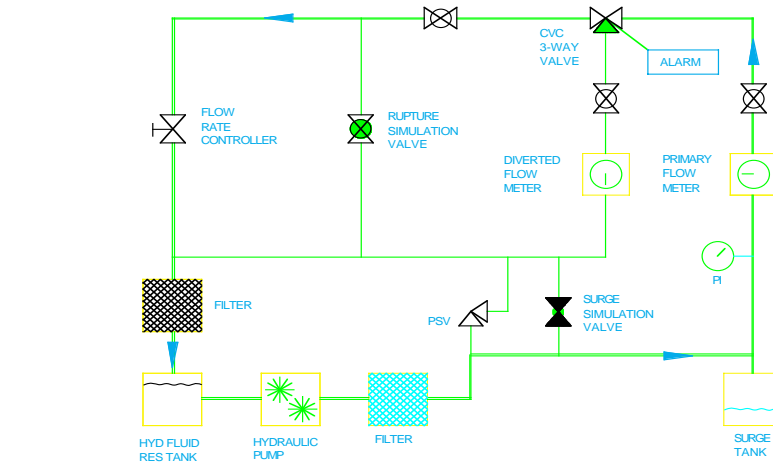 CVC
3-WAY
VALVE
ALARM
FLOW
RATE
CONTROLLER
RUPTURE
SIMULATION
VALVE
DIVERTED
FLOW
METER
PRIMARY
FLOW
METER
PI
FILTER
PSV
SURGE
SIMULATION
VALVE
HYD FLUID
RES TANK
HYDRAULIC
PUMP
FILTER
SURGE
TANK